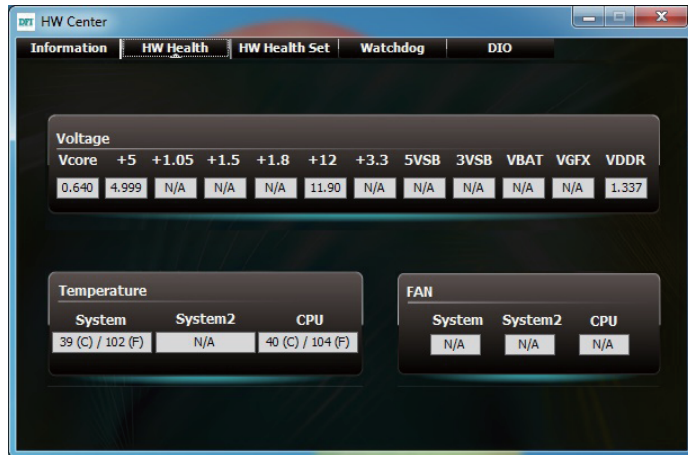 DFI HW Center
Information HW Health HW Health Set Watchdog DIO
Voltage
Vcore +5 +1.05 +1.5 +1.8 +12 +3.3 5VSB 3VSB VBAT VGFX VDDR
0.640 4.999 N/A N/A N/A 11.90 N/A N/A N/A N/A N/A 1.337
Temperature
System System2 CPU
39 (C) / 102 (F) N/A 40 (C) / 104 (F)
FAN
System System2 CPU
N/A N/A N/A